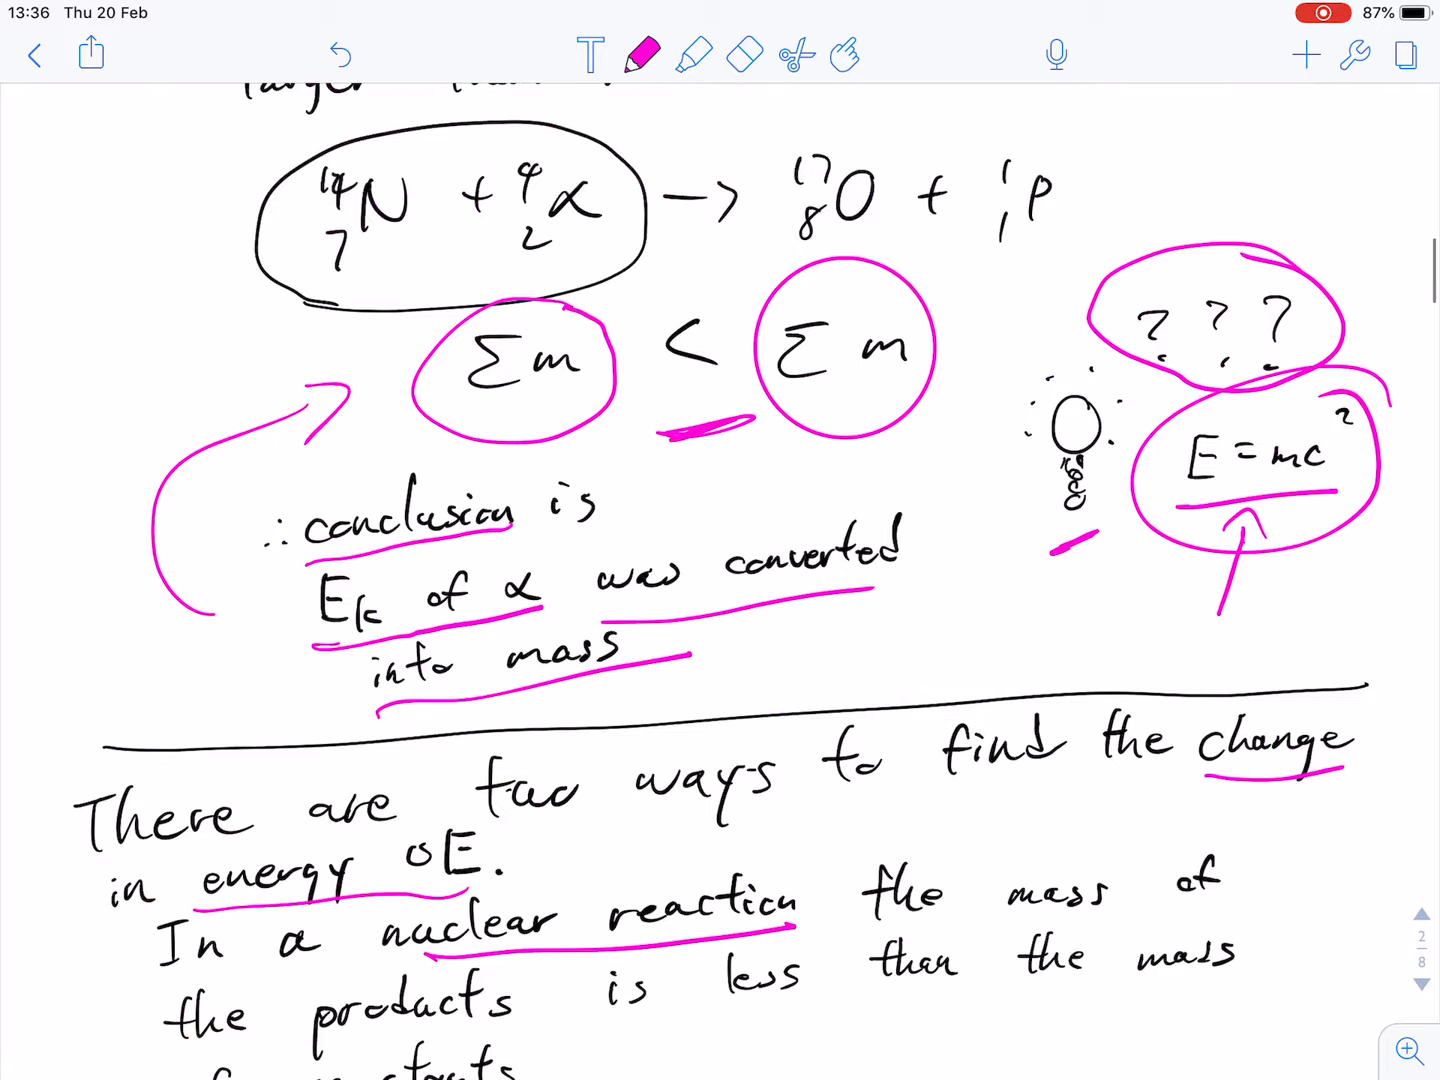 13:36 Thu 20 Feb 87%
T
larger
¹⁴₇N + ⁴₂α → ¹⁷₈O + ¹₁p
Σm < Σm
? ? ?
E = mc²
∴ conclusion is
Ek of α was converted
into mass
There are two ways to find the change
in energy σE.
In a nuclear reaction the mass of
the products is less than the mass
2
8